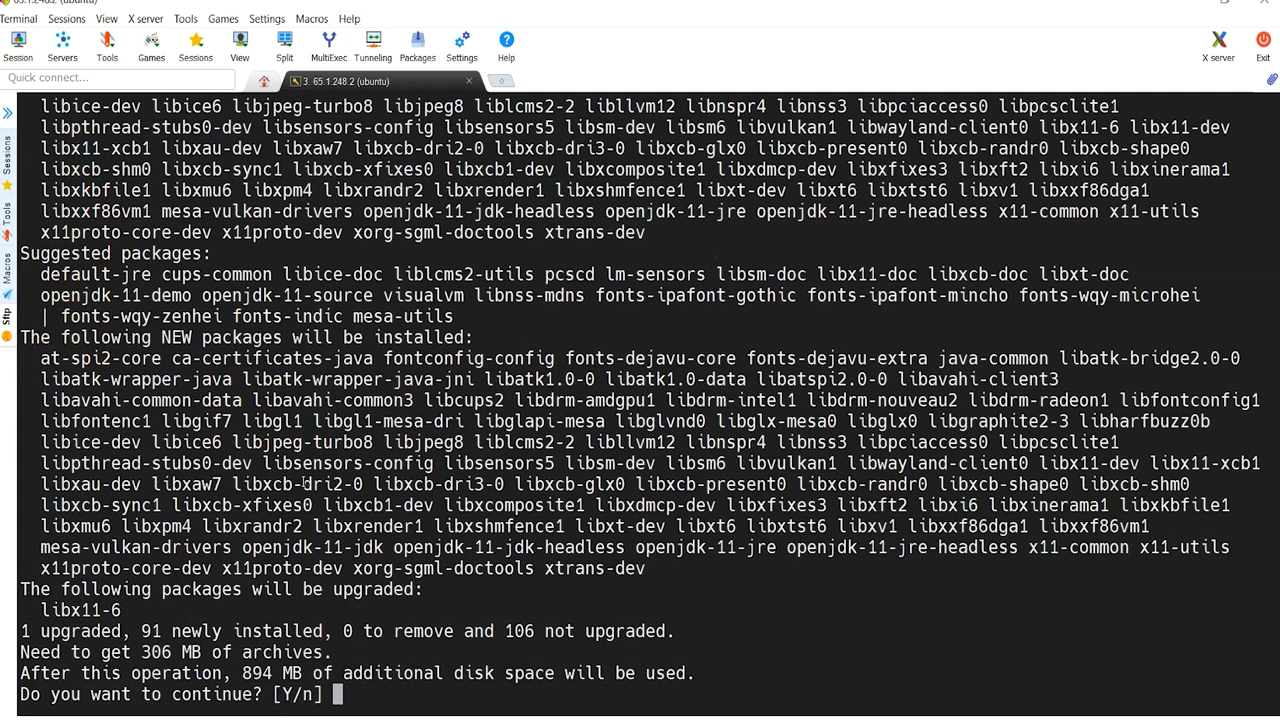 65.1.248.2 (ubuntu)
Terminal Sessions View X server Tools Games Settings Macros Help
Session Servers Tools Games Sessions View Split MultiExec Tunneling Packages Settings Help X server Exit
Quick connect...
3. 65.1.248.2 (ubuntu)
Sessions
Tools
Macros
Sftp
libice-dev libice6 libjpeg-turbo8 libjpeg8 liblcms2-2 libllvm12 libnspr4 libnss3 libpciaccess0 libpcsclite1
libpthread-stubs0-dev libsensors-config libsensors5 libsm-dev libsm6 libvulkan1 libwayland-client0 libx11-6 libx11-dev
libx11-xcb1 libxau-dev libxaw7 libxcb-dri2-0 libxcb-dri3-0 libxcb-glx0 libxcb-present0 libxcb-randr0 libxcb-shape0
libxcb-shm0 libxcb-sync1 libxcb-xfixes0 libxcb1-dev libxcomposite1 libxdmcp-dev libxfixes3 libxft2 libxi6 libxinerama1
libxkbfile1 libxmu6 libxpm4 libxrandr2 libxrender1 libxshmfence1 libxt-dev libxt6 libxtst6 libxv1 libxxf86dga1
libxxf86vm1 mesa-vulkan-drivers openjdk-11-jdk-headless openjdk-11-jre openjdk-11-jre-headless x11-common x11-utils
x11proto-core-dev x11proto-dev xorg-sgml-doctools xtrans-dev
Suggested packages:
default-jre cups-common libice-doc liblcms2-utils pcscd lm-sensors libsm-doc libx11-doc libxcb-doc libxt-doc
openjdk-11-demo openjdk-11-source visualvm libnss-mdns fonts-ipafont-gothic fonts-ipafont-mincho fonts-wqy-microhei
| fonts-wqy-zenhei fonts-indic mesa-utils
The following NEW packages will be installed:
at-spi2-core ca-certificates-java fontconfig-config fonts-dejavu-core fonts-dejavu-extra java-common libatk-bridge2.0-0
libatk-wrapper-java libatk-wrapper-java-jni libatk1.0-0 libatk1.0-data libatspi2.0-0 libavahi-client3
libavahi-common-data libavahi-common3 libcups2 libdrm-amdgpu1 libdrm-intel1 libdrm-nouveau2 libdrm-radeon1 libfontconfig1
libfontenc1 libgif7 libgl1 libgl1-mesa-dri libglapi-mesa libglvnd0 libglx-mesa0 libglx0 libgraphite2-3 libharfbuzz0b
libice-dev libice6 libjpeg-turbo8 libjpeg8 liblcms2-2 libllvm12 libnspr4 libnss3 libpciaccess0 libpcsclite1
libpthread-stubs0-dev libsensors-config libsensors5 libsm-dev libsm6 libvulkan1 libwayland-client0 libx11-dev libx11-xcb1
libxau-dev libxaw7 libxcb-dri2-0 libxcb-dri3-0 libxcb-glx0 libxcb-present0 libxcb-randr0 libxcb-shape0 libxcb-shm0
libxcb-sync1 libxcb-xfixes0 libxcb1-dev libxcomposite1 libxdmcp-dev libxfixes3 libxft2 libxi6 libxinerama1 libxkbfile1
libxmu6 libxpm4 libxrandr2 libxrender1 libxshmfence1 libxt-dev libxt6 libxtst6 libxv1 libxxf86dga1 libxxf86vm1
mesa-vulkan-drivers openjdk-11-jdk openjdk-11-jdk-headless openjdk-11-jre openjdk-11-jre-headless x11-common x11-utils
x11proto-core-dev x11proto-dev xorg-sgml-doctools xtrans-dev
The following packages will be upgraded:
libx11-6
1 upgraded, 91 newly installed, 0 to remove and 106 not upgraded.
Need to get 306 MB of archives.
After this operation, 894 MB of additional disk space will be used.
Do you want to continue? [Y/n]